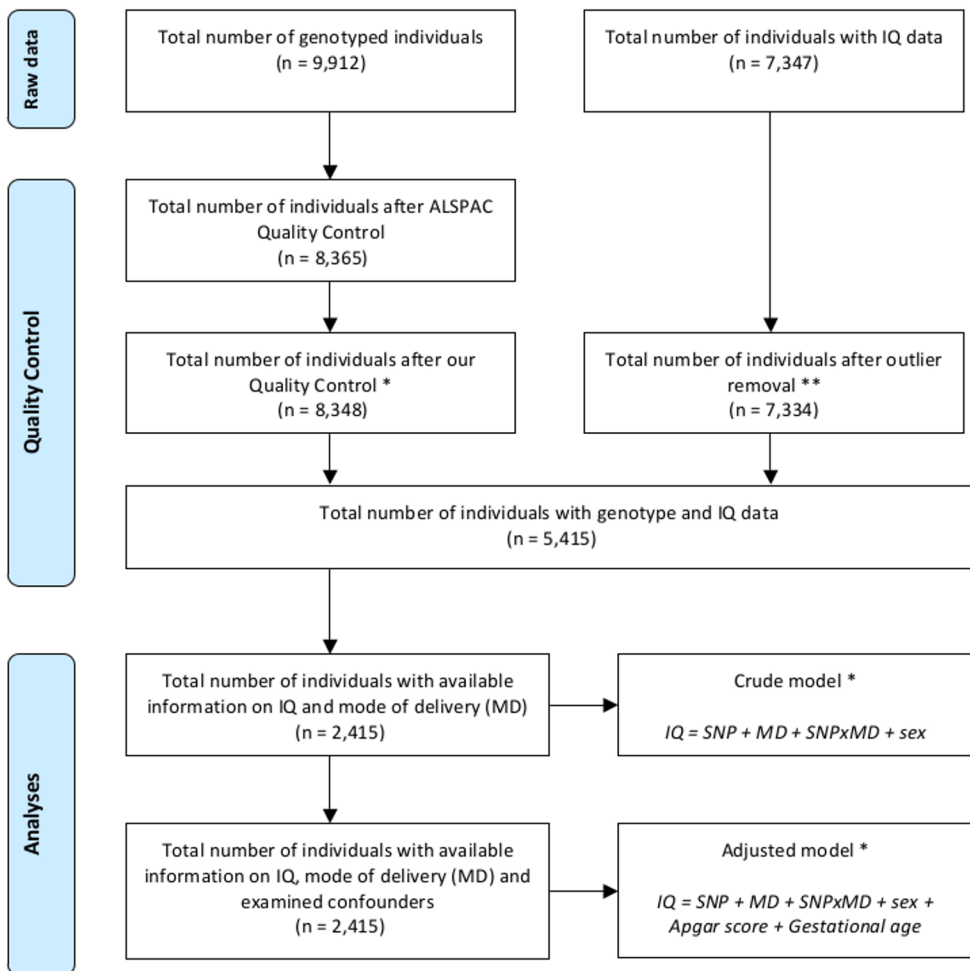 Raw data
Total number of genotyped individuals
(n = 9,912)
Total number of individuals with IQ data
(n = 7,347)
Quality Control
Total number of individuals after ALSPAC
Quality Control
(n = 8,365)
Total number of individuals after our
Quality Control *
(n = 8,348)
Total number of individuals after outlier
removal **
(n = 7,334)
Total number of individuals with genotype and IQ data
(n = 5,415)
Analyses
Total number of individuals with available
information on IQ and mode of delivery (MD)
(n = 2,415)
Crude model *
IQ = SNP + MD + SNPxMD + sex
Total number of individuals with available
information on IQ, mode of delivery (MD) and
examined confounders
(n = 2,415)
Adjusted model *
IQ = SNP + MD + SNPxMD + sex +
Apgar score + Gestational age